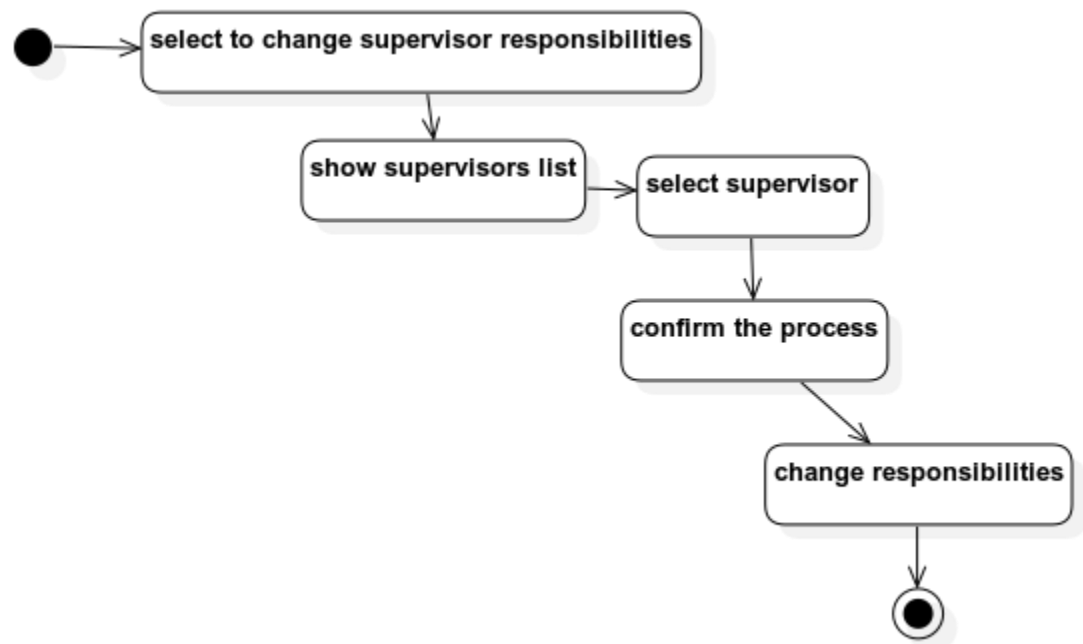 select to change supervisor responsibilities
show supervisors list
select supervisor
confirm the process
change responsibilities